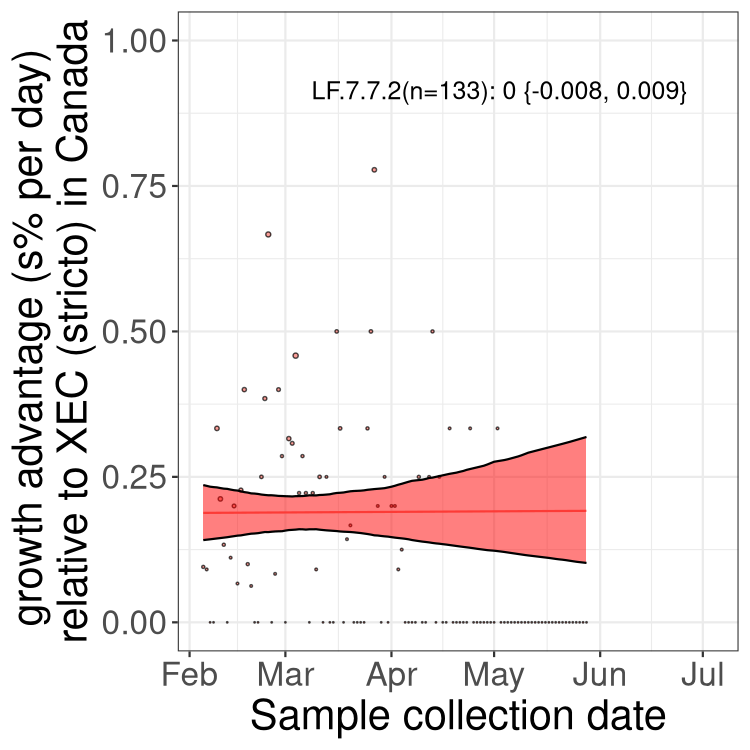 growth advantage (s% per day)
relative to XEC (stricto) in Canada
1.00
0.75
0.50
0.25
0.00
LF.7.7.2(n=133): 0 {-0.008, 0.009}
Feb Mar Apr May Jun Jul
Sample collection date